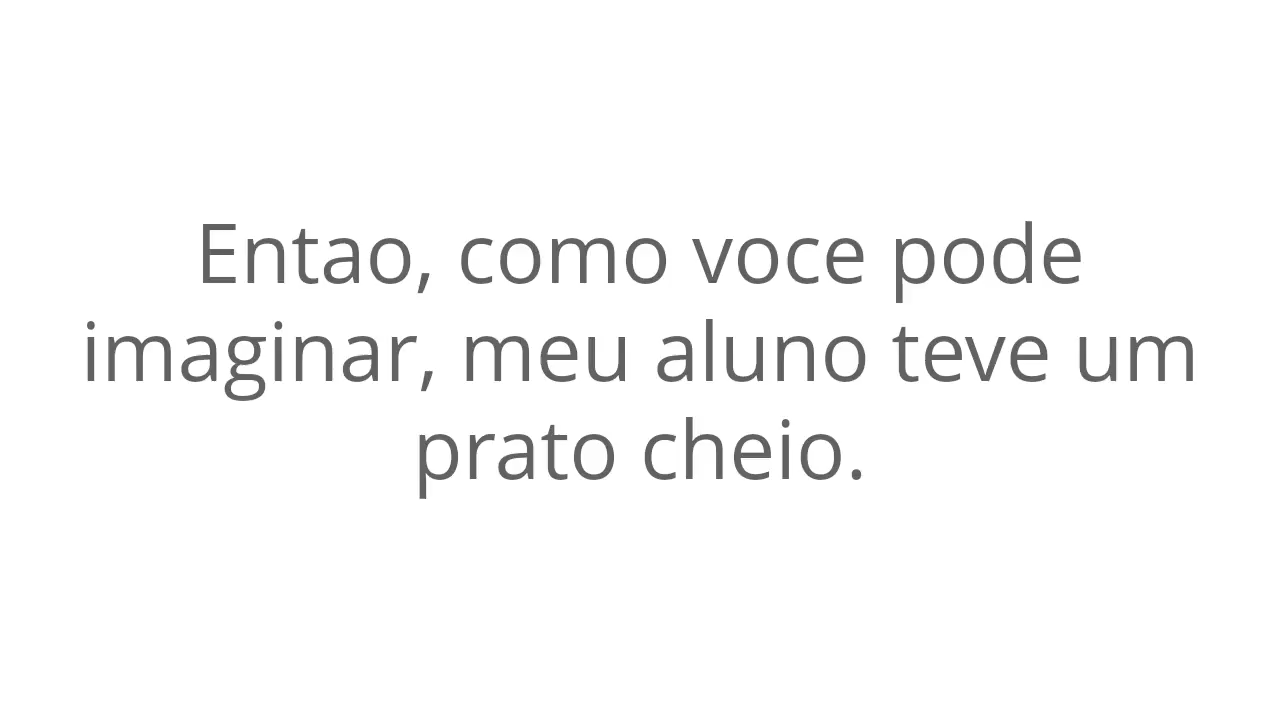 Entao, como voce pode
imaginar, meu aluno teve um
prato cheio.